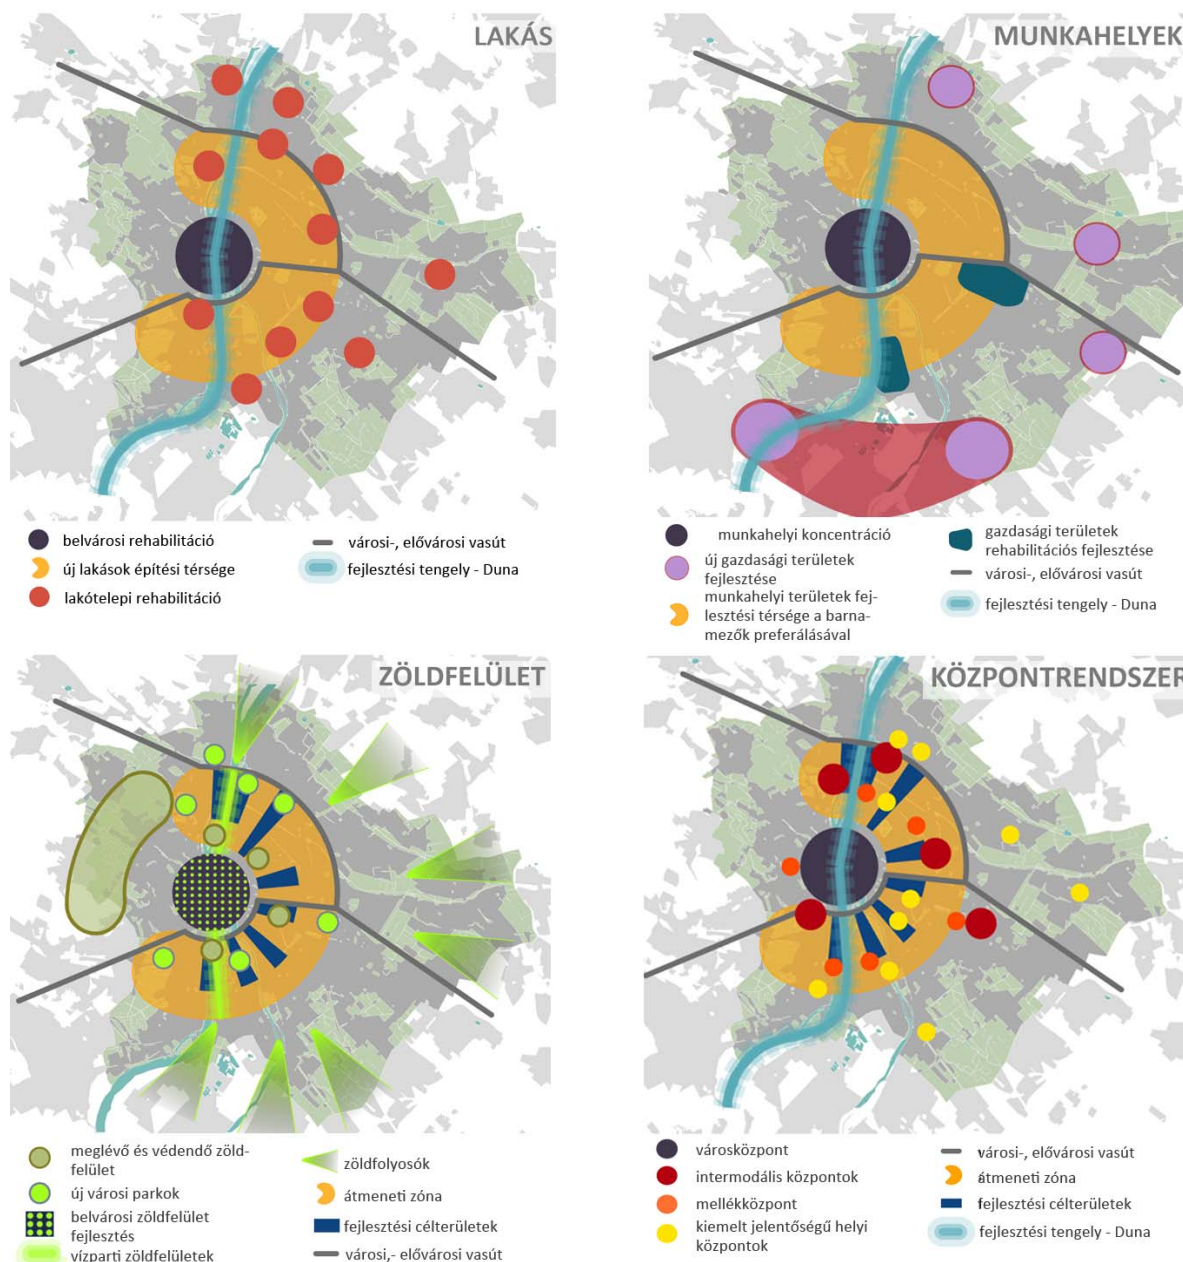 LAKÁS
belvárosi rehabilitáció
új lakások építési térsége
lakótelepi rehabilitáció
városi-, elővárosi vasút
fejlesztési tengely - Duna
MUNKAHELYEK
munkahelyi koncentráció
új gazdasági területek
fejlesztése
munkahelyi területek fej-
lesztési térsége a barna-
mezők preferálásával
gazdasági területek
rehabilitációs fejlesztése
városi-, elővárosi vasút
fejlesztési tengely - Duna
ZÖLDFELÜLET
meglévő és védendő zöld-
felület
új városi parkok
belvárosi zöldfelület
fejlesztés
vízparti zöldfelületek
zöldfolyosók
átmeneti zóna
fejlesztési célterületek
városi,- elővárosi vasút
KÖZPONTRENDSZER
városközpont
intermodális központok
mellékközpont
kiemelt jelentőségű helyi
központok
városi-, elővárosi vasút
átmeneti zóna
fejlesztési célterületek
fejlesztési tengely - Duna